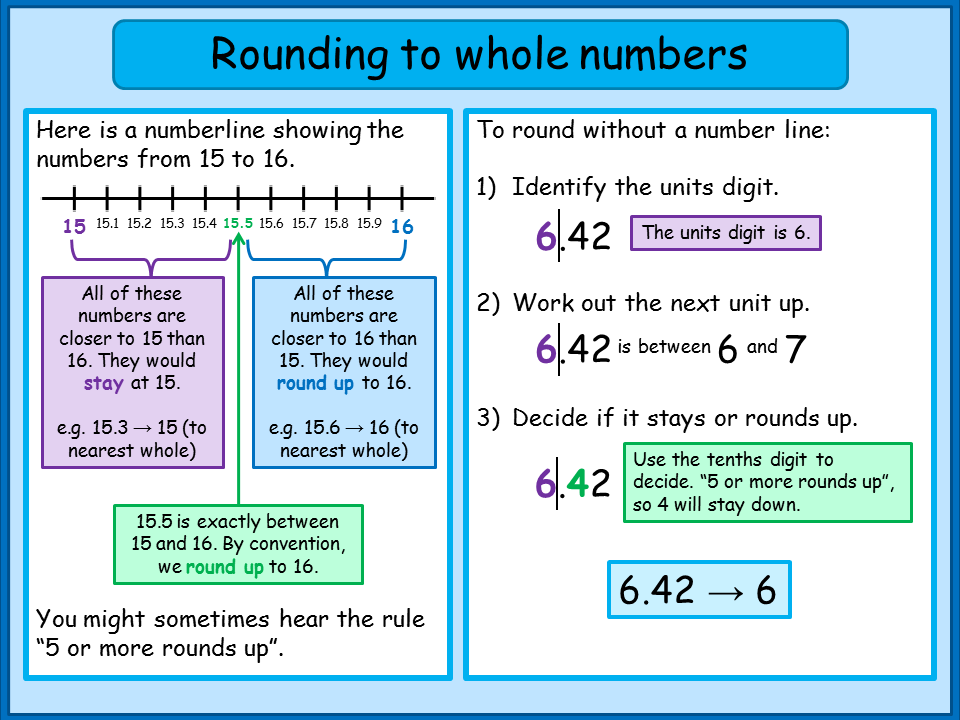 Rounding to whole numbers
Here is a numberline showing the
numbers from 15 to 16.
15 15.1 15.2 15.3 15.4 15.5 15.6 15.7 15.8 15.9 16
All of these
numbers are
closer to 15 than
16. They would
stay at 15.
e.g. 15.3 → 15 (to
nearest whole)
All of these
numbers are
closer to 16 than
15. They would
round up to 16.
e.g. 15.6 → 16 (to
nearest whole)
15.5 is exactly between
15 and 16. By convention,
we round up to 16.
You might sometimes hear the rule
“5 or more rounds up”.
To round without a number line:
1) Identify the units digit.
6.42
The units digit is 6.
2) Work out the next unit up.
6.42 is between 6 and 7
3) Decide if it stays or rounds up.
6.42
Use the tenths digit to
decide. “5 or more rounds up”,
so 4 will stay down.
6.42 → 6